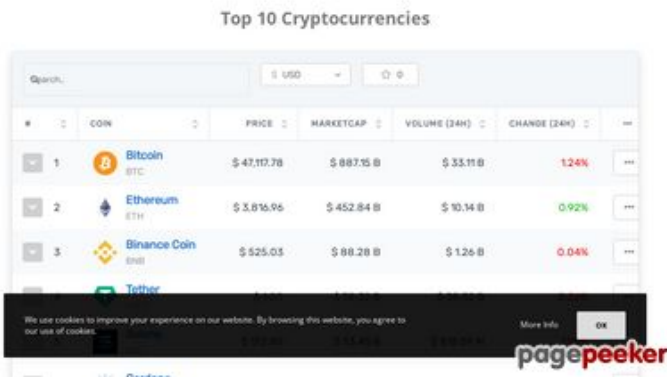 Top 10 Cryptocurrencies
Search..
$ USD
0
# COIN PRICE MARKETCAP VOLUME (24H) CHANGE (24H)
1 Bitcoin $ 47,117.78 $ 887.15 B $ 33.11 B 1.24%
BTC
2 Ethereum $ 3,816.96 $ 452.84 B $ 10.14 B 0.92%
ETH
3 Binance Coin $ 525.03 $ 88.28 B $ 1.26 B 0.04%
BNB
Tether
We use cookies to improve your experience on our website. By browsing this website, you agree to
our use of cookies.
More Info
OK
pagepeeker